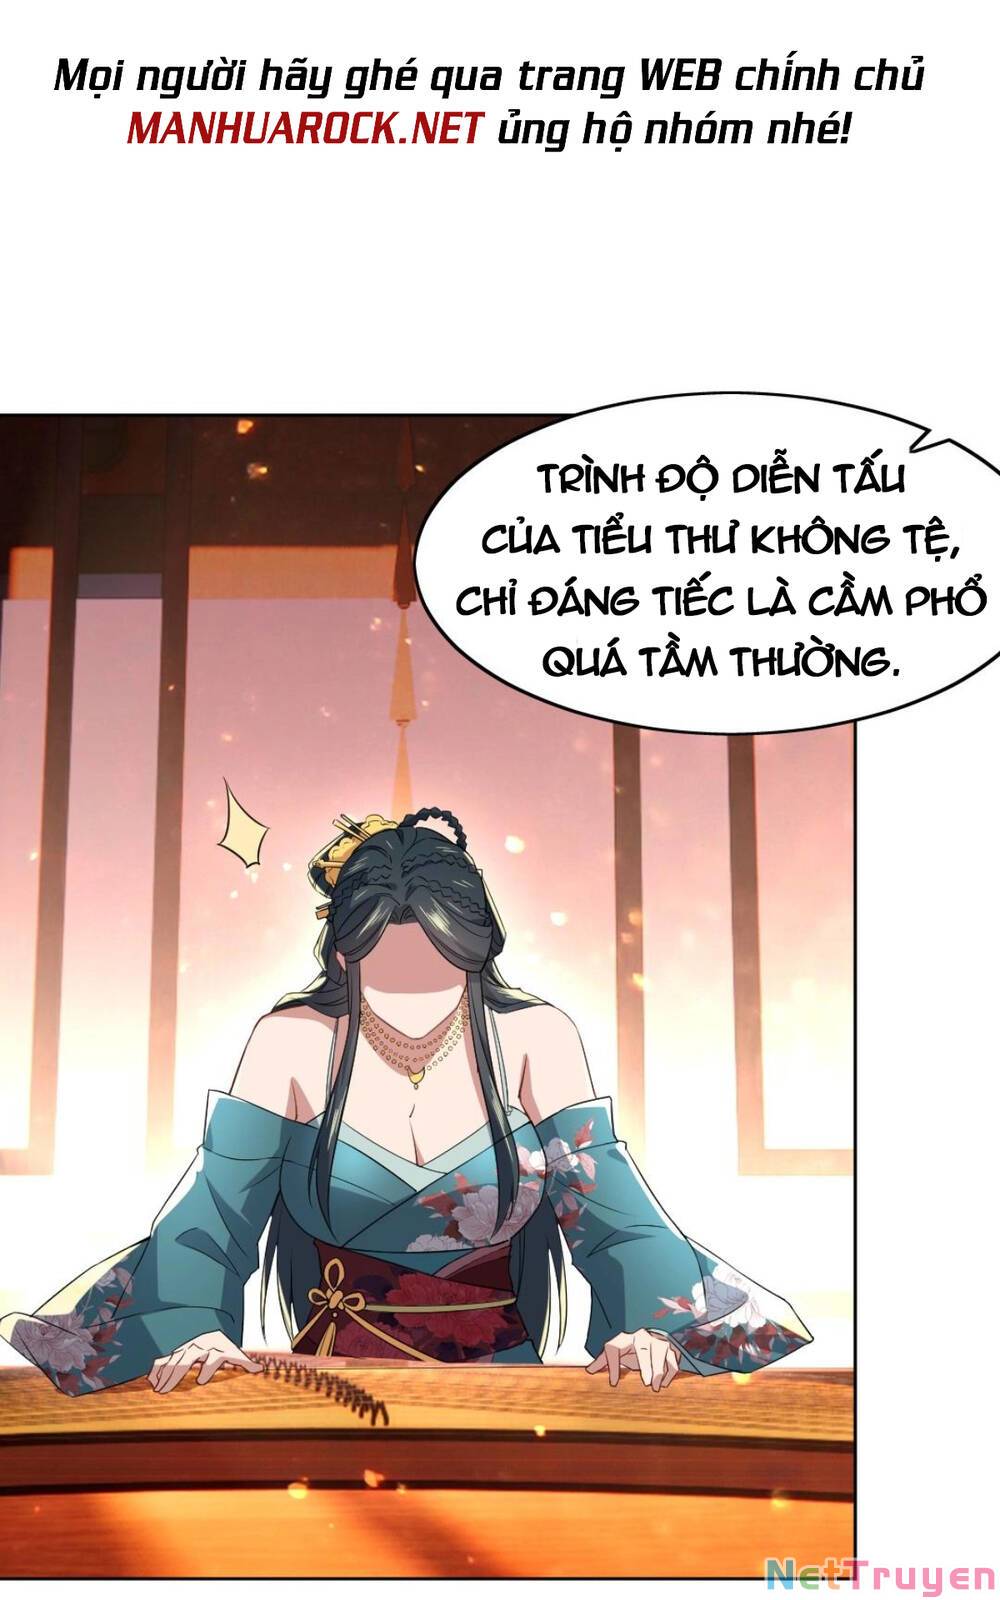 Mọi người hãy ghé qua trang WEB chính chủ
MANHUAROCK.NET ủng hộ nhóm nhé!
TRÌNH ĐỘ DIỄN TẤU
CỦA TIỂU THƯ KHÔNG TỆ,
CHỈ ĐÁNG TIẾC LÀ CẦM PHỔ
QUÁ TẦM THƯỜNG.
NetTruyen